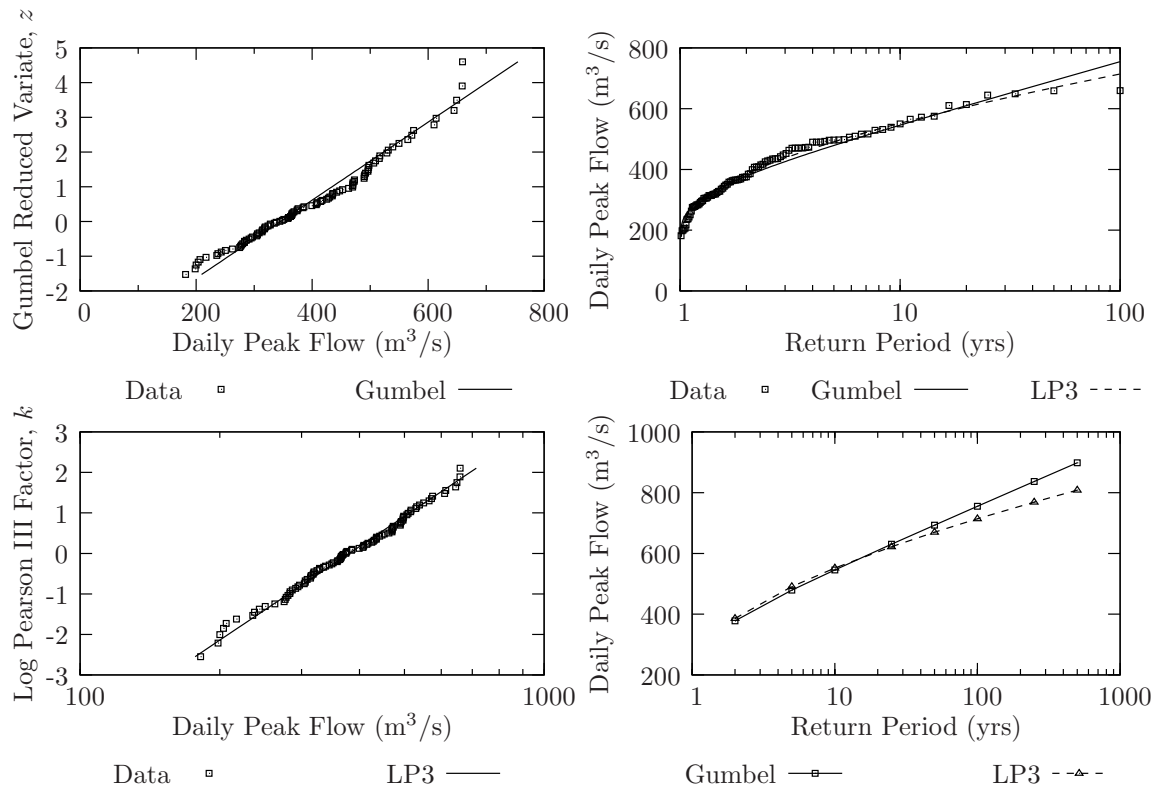 Gumbel Reduced Variate, z
5
4
3
2
1
0
-1
-2
0 200 400 600 800
Daily Peak Flow (m³/s)
Data Gumbel
Daily Peak Flow (m³/s)
800
600
400
200
0
1 10 100
Return Period (yrs)
Data Gumbel LP3
Log Pearson III Factor, k
3
2
1
0
-1
-2
-3
100 1000
Daily Peak Flow (m³/s)
Data LP3
Daily Peak Flow (m³/s)
1000
800
600
400
200
1 10 100 1000
Return Period (yrs)
Gumbel LP3